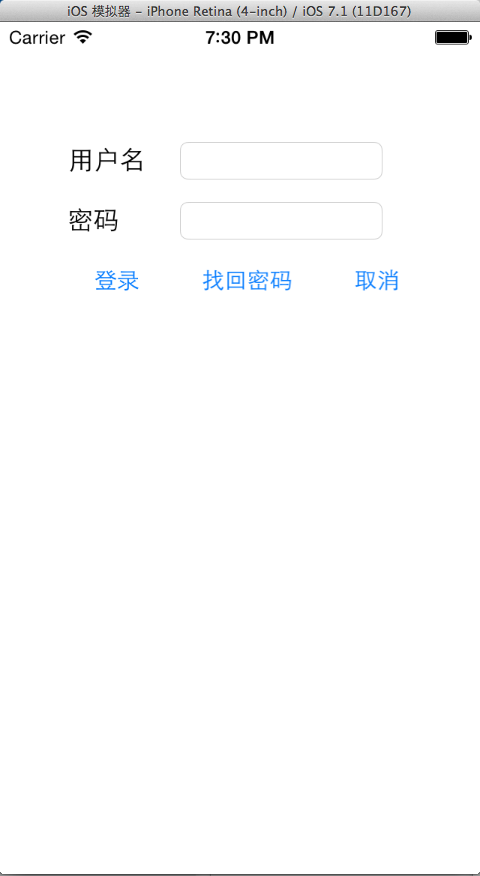 iOS 模拟器 - iPhone Retina (4-inch) / iOS 7.1 (11D167)
Carrier 7:30 PM
用户名
密码
登录 找回密码 取消